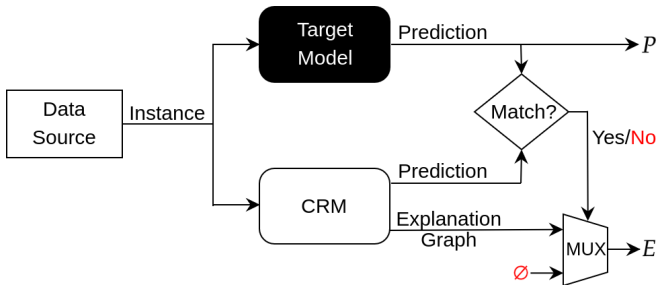 Target
Model
Prediction
P
Data
Source
Instance
Match?
Yes/No
Prediction
CRM
Explanation
Graph
MUX
E
∅